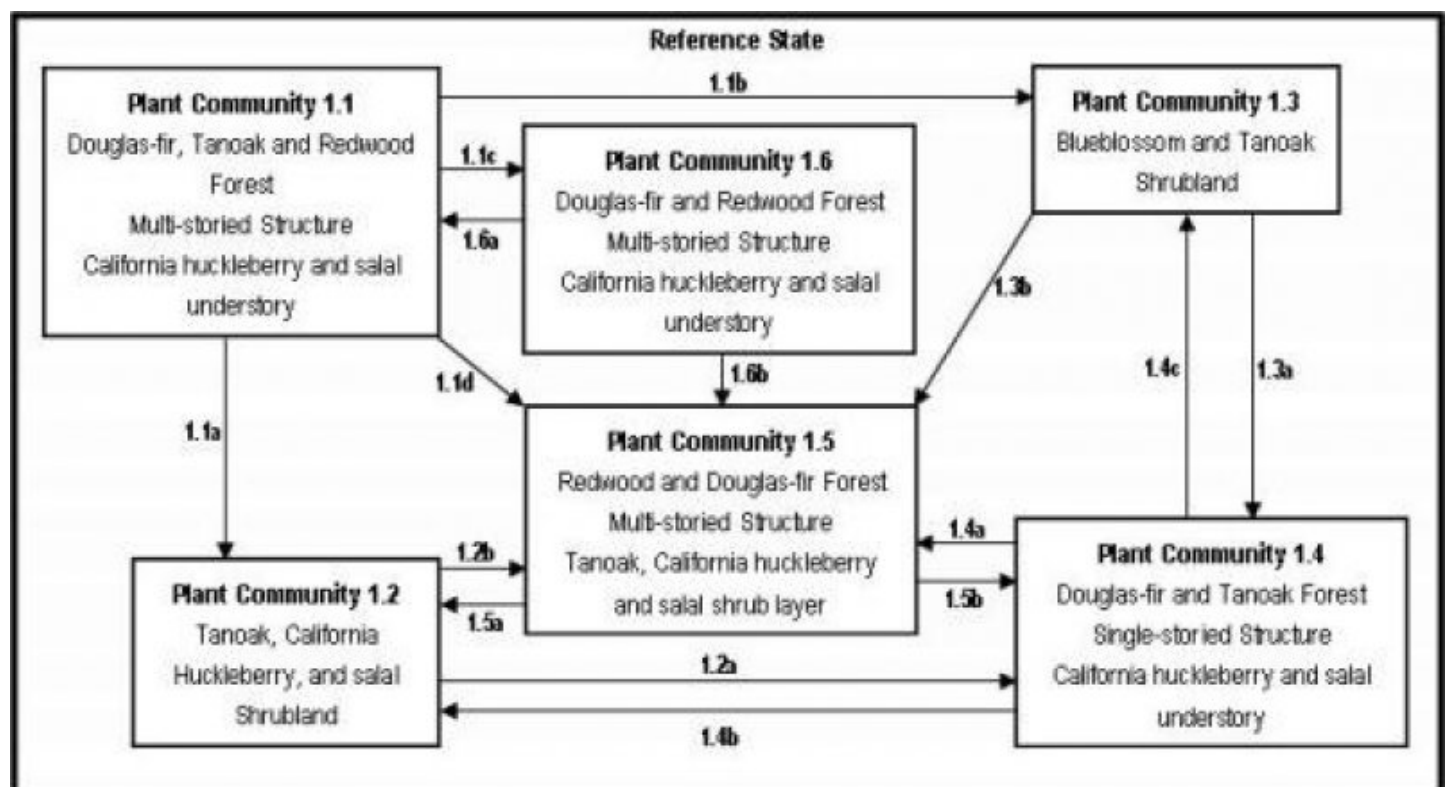 Reference State
Plant Community 1.1
Douglas-fir, Tanoak and Redwood
Forest
Multi-storied Structure
California huckleberry and salal
understory
1.1b
1.1c
1.6a
Plant Community 1.6
Douglas-fir and Redwood Forest
Multi-storied Structure
California huckleberry and salal
understory
Plant Community 1.3
Blueblossom and Tanoak
Shrubland
1.3b
1.4c
1.3a
1.1a
1.1d
1.6b
Plant Community 1.5
Redwood and Douglas-fir Forest
Multi-storied Structure
Tanoak, California huckleberry
and salal shrub layer
1.2b
1.5a
1.4a
1.5b
Plant Community 1.2
Tanoak, California
Huckleberry, and salal
Shrubland
1.2a
1.4b
Plant Community 1.4
Douglas-fir and Tanoak Forest
Single-storied Structure
California huckleberry and salal
understory